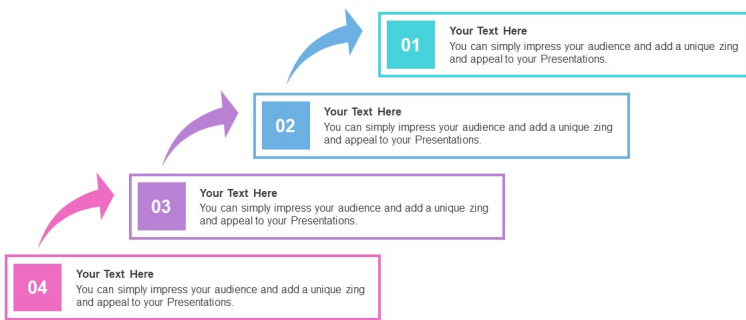 01
Your Text Here
You can simply impress your audience and add a unique zing
and appeal to your Presentations.
02
Your Text Here
You can simply impress your audience and add a unique zing
and appeal to your Presentations.
03
Your Text Here
You can simply impress your audience and add a unique zing
and appeal to your Presentations.
04
Your Text Here
You can simply impress your audience and add a unique zing
and appeal to your Presentations.